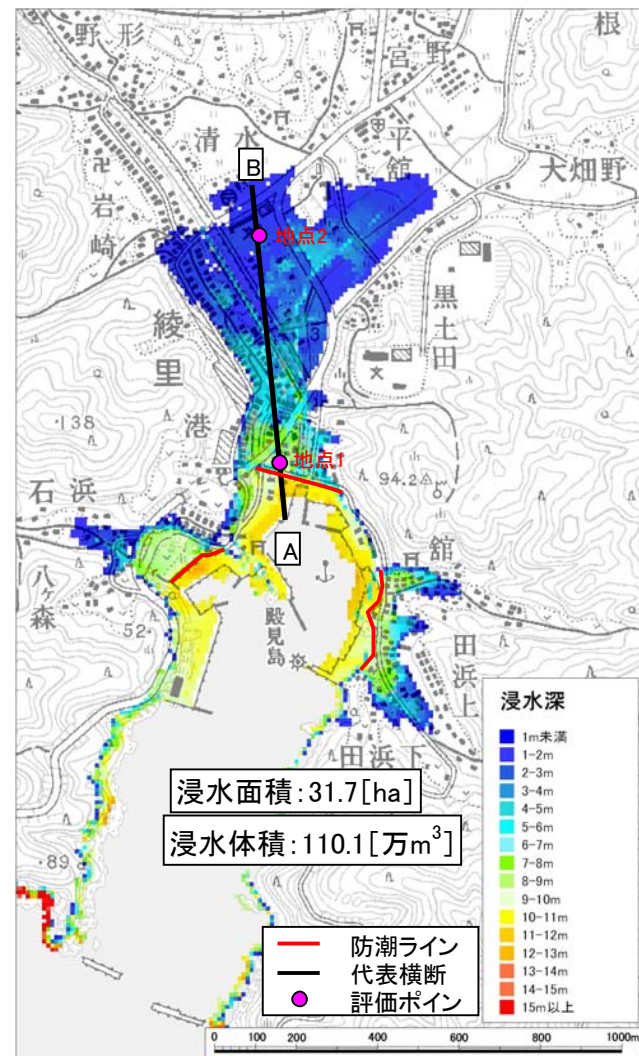 野形
宮野
根
清水
平館
B
大畑野
岩崎
地点2
黒土田
3
綾里
港
138
地点1
94.2
石浜
A
館
八ヶ森
52
殿見島
田浜上
田浜下
浸水深
1m未満
1-2m
2-3m
3-4m
4-5m
5-6m
6-7m
7-8m
8-9m
9-10m
10-11m
11-12m
12-13m
13-14m
14-15m
15m以上
浸水面積:31.7[ha]
浸水体積:110.1[万m³]
89
防潮ライン
代表横断
評価ポイン
0 100 200 400 600 800 1000m